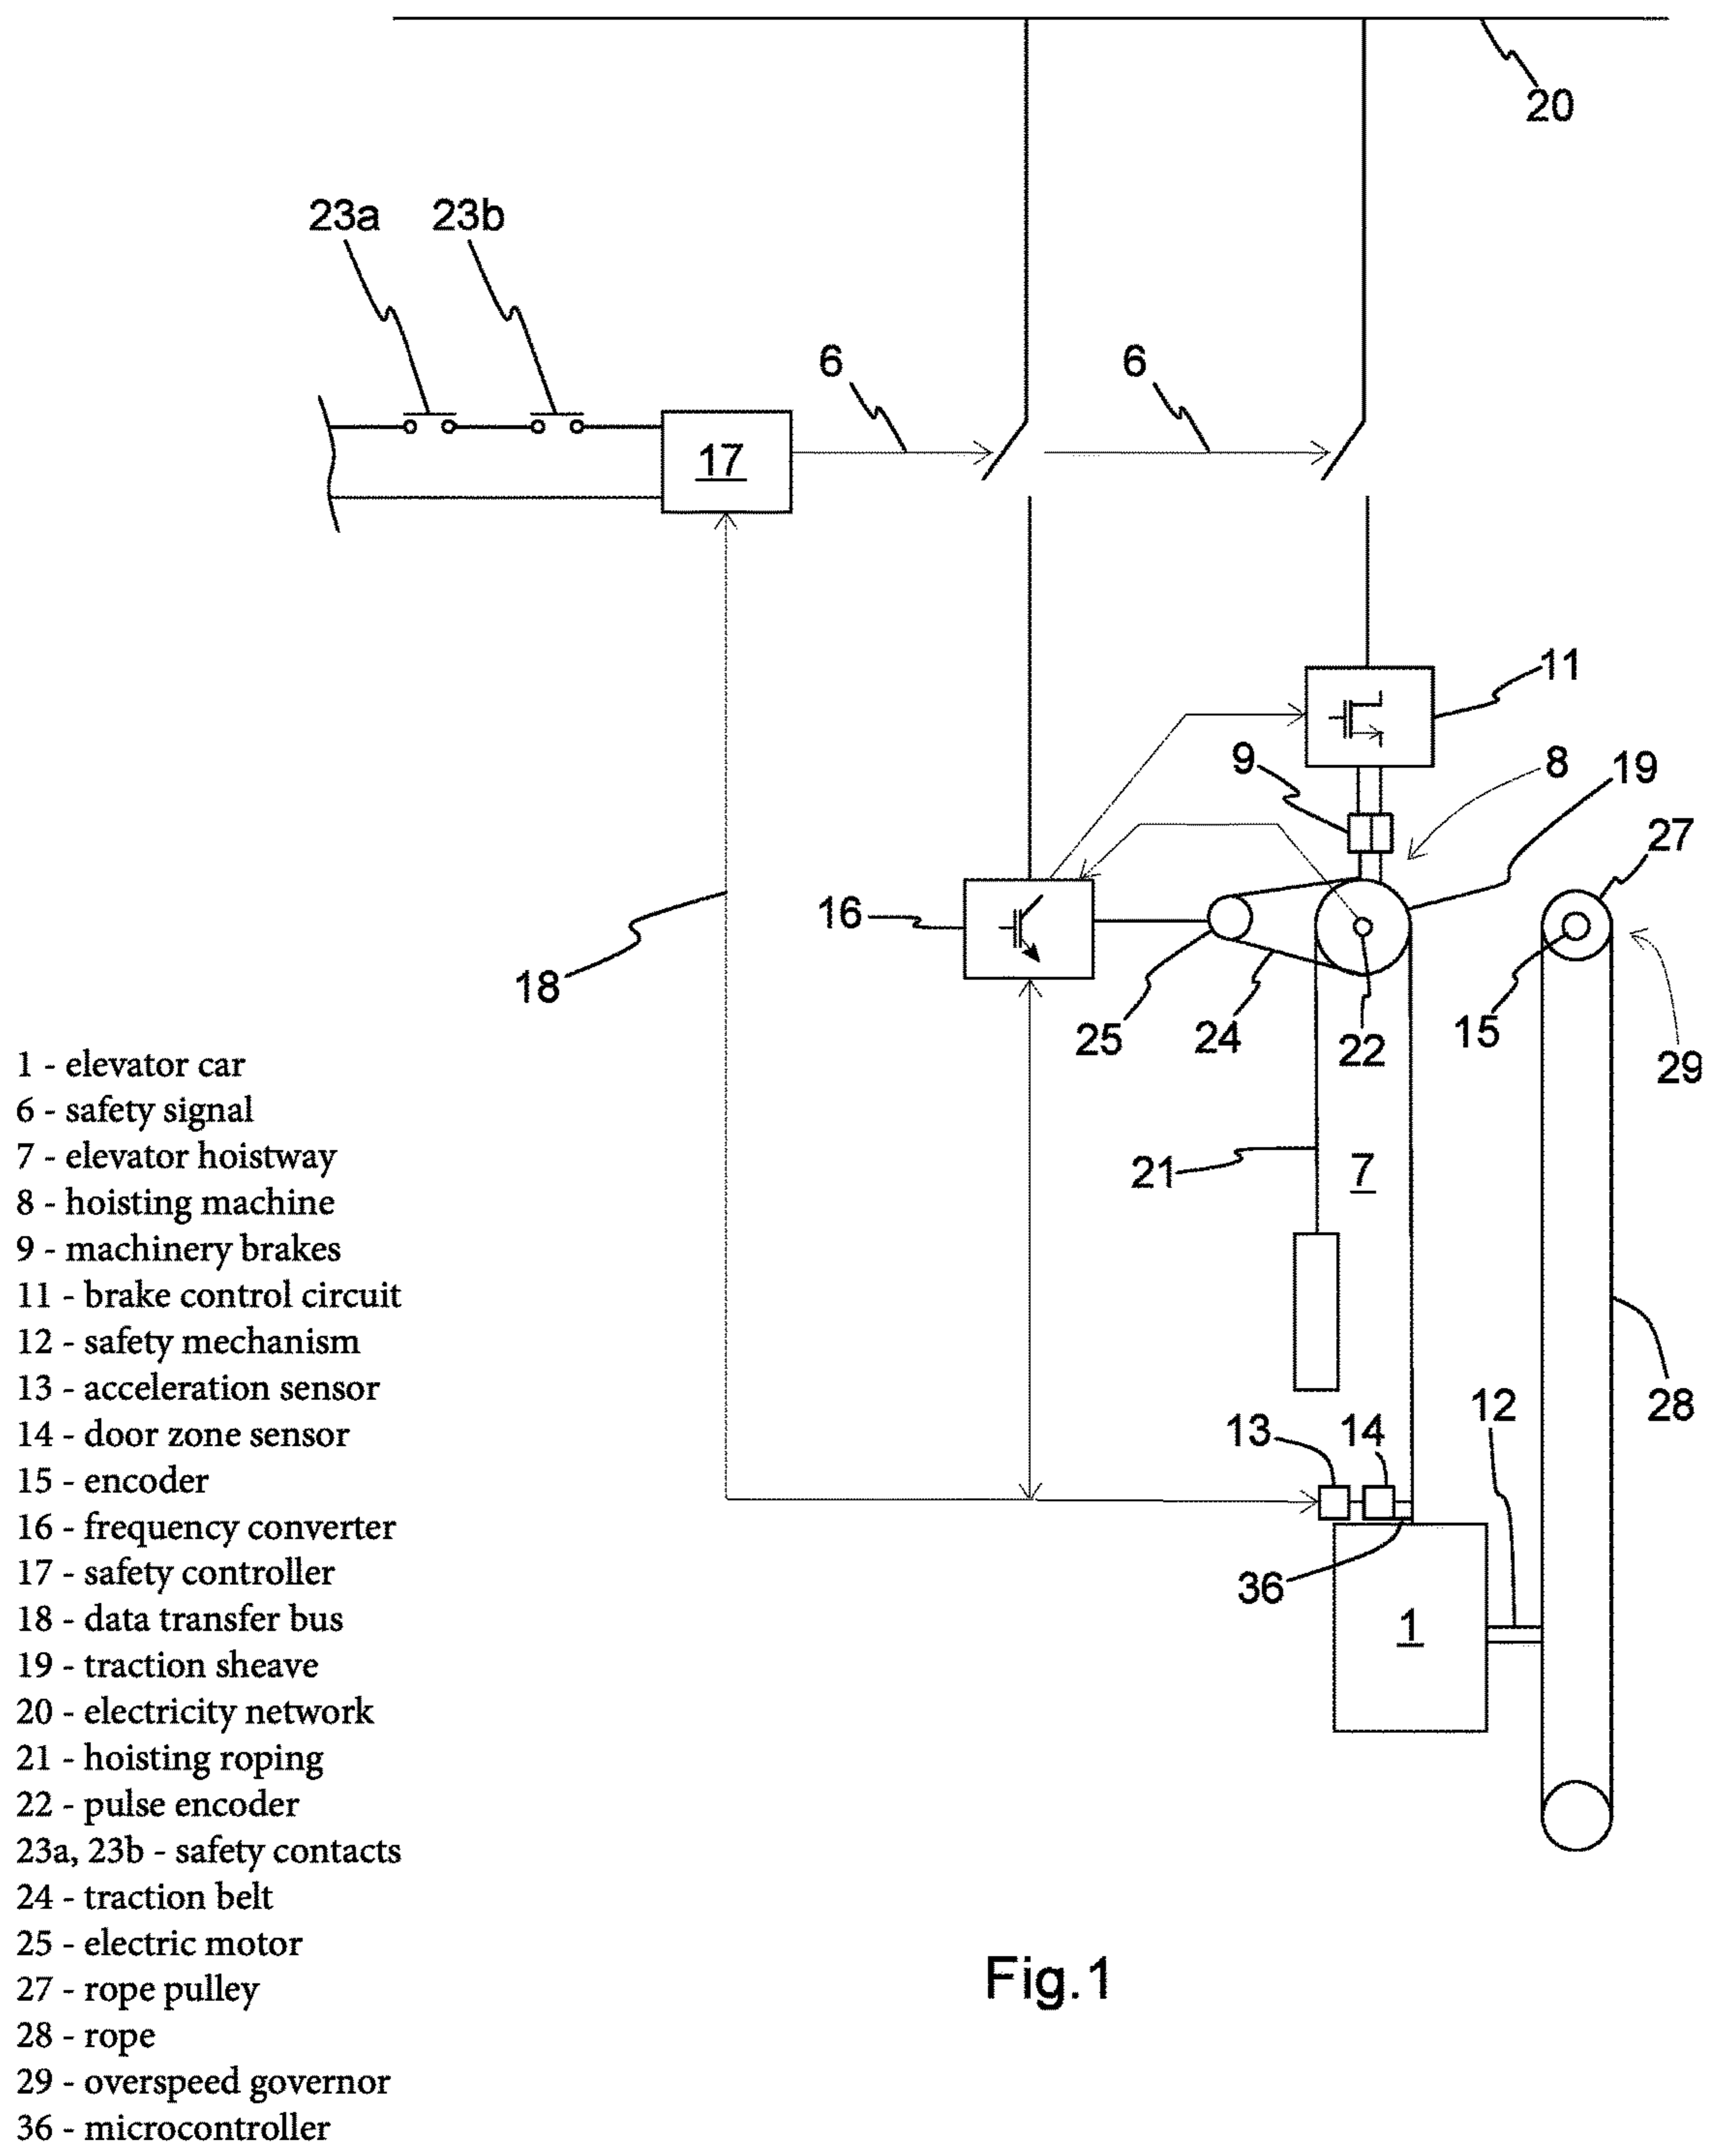 20
23a 23b
6 6
17
11
9 8 19
27
16
18
25 24 22 15
29
21 7
28
12
13 14
36
1
1 - elevator car
6 - safety signal
7 - elevator hoistway
8 - hoisting machine
9 - machinery brakes
11 - brake control circuit
12 - safety mechanism
13 - acceleration sensor
14 - door zone sensor
15 - encoder
16 - frequency converter
17 - safety controller
18 - data transfer bus
19 - traction sheave
20 - electricity network
21 - hoisting roping
22 - pulse encoder
23a, 23b - safety contacts
24 - traction belt
25 - electric motor
27 - rope pulley
28 - rope
29 - overspeed governor
36 - microcontroller
Fig.1